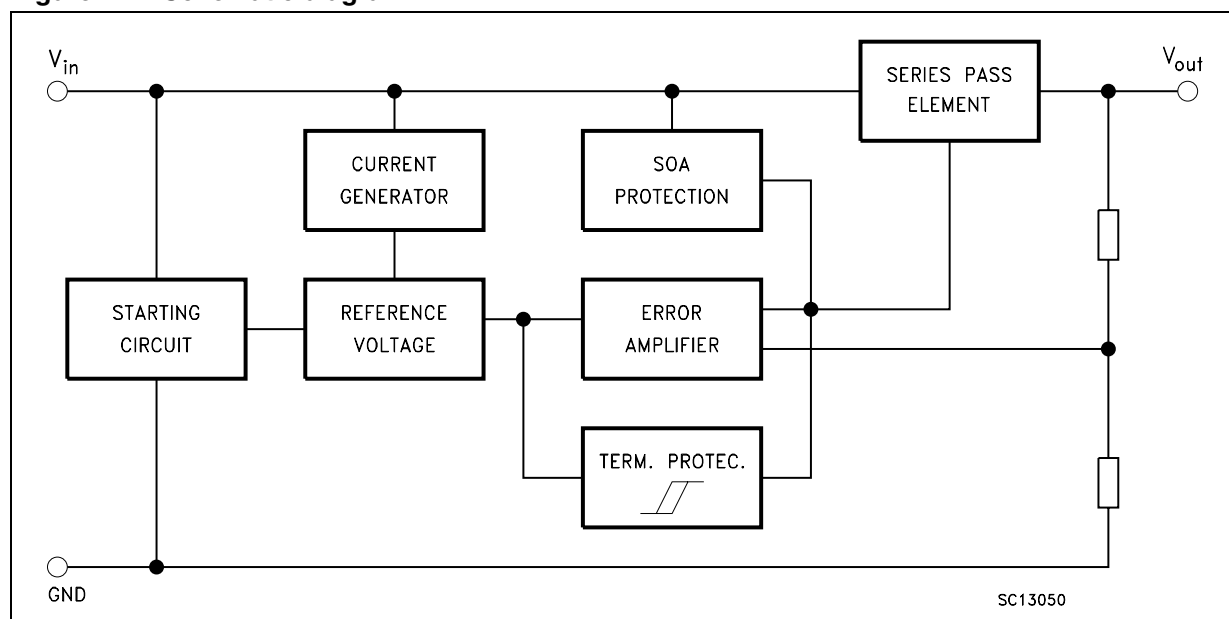 Vin
SERIES PASS
ELEMENT
Vout
CURRENT
GENERATOR
SOA
PROTECTION
STARTING
CIRCUIT
REFERENCE
VOLTAGE
ERROR
AMPLIFIER
TERM. PROTEC.
GND
SC13050